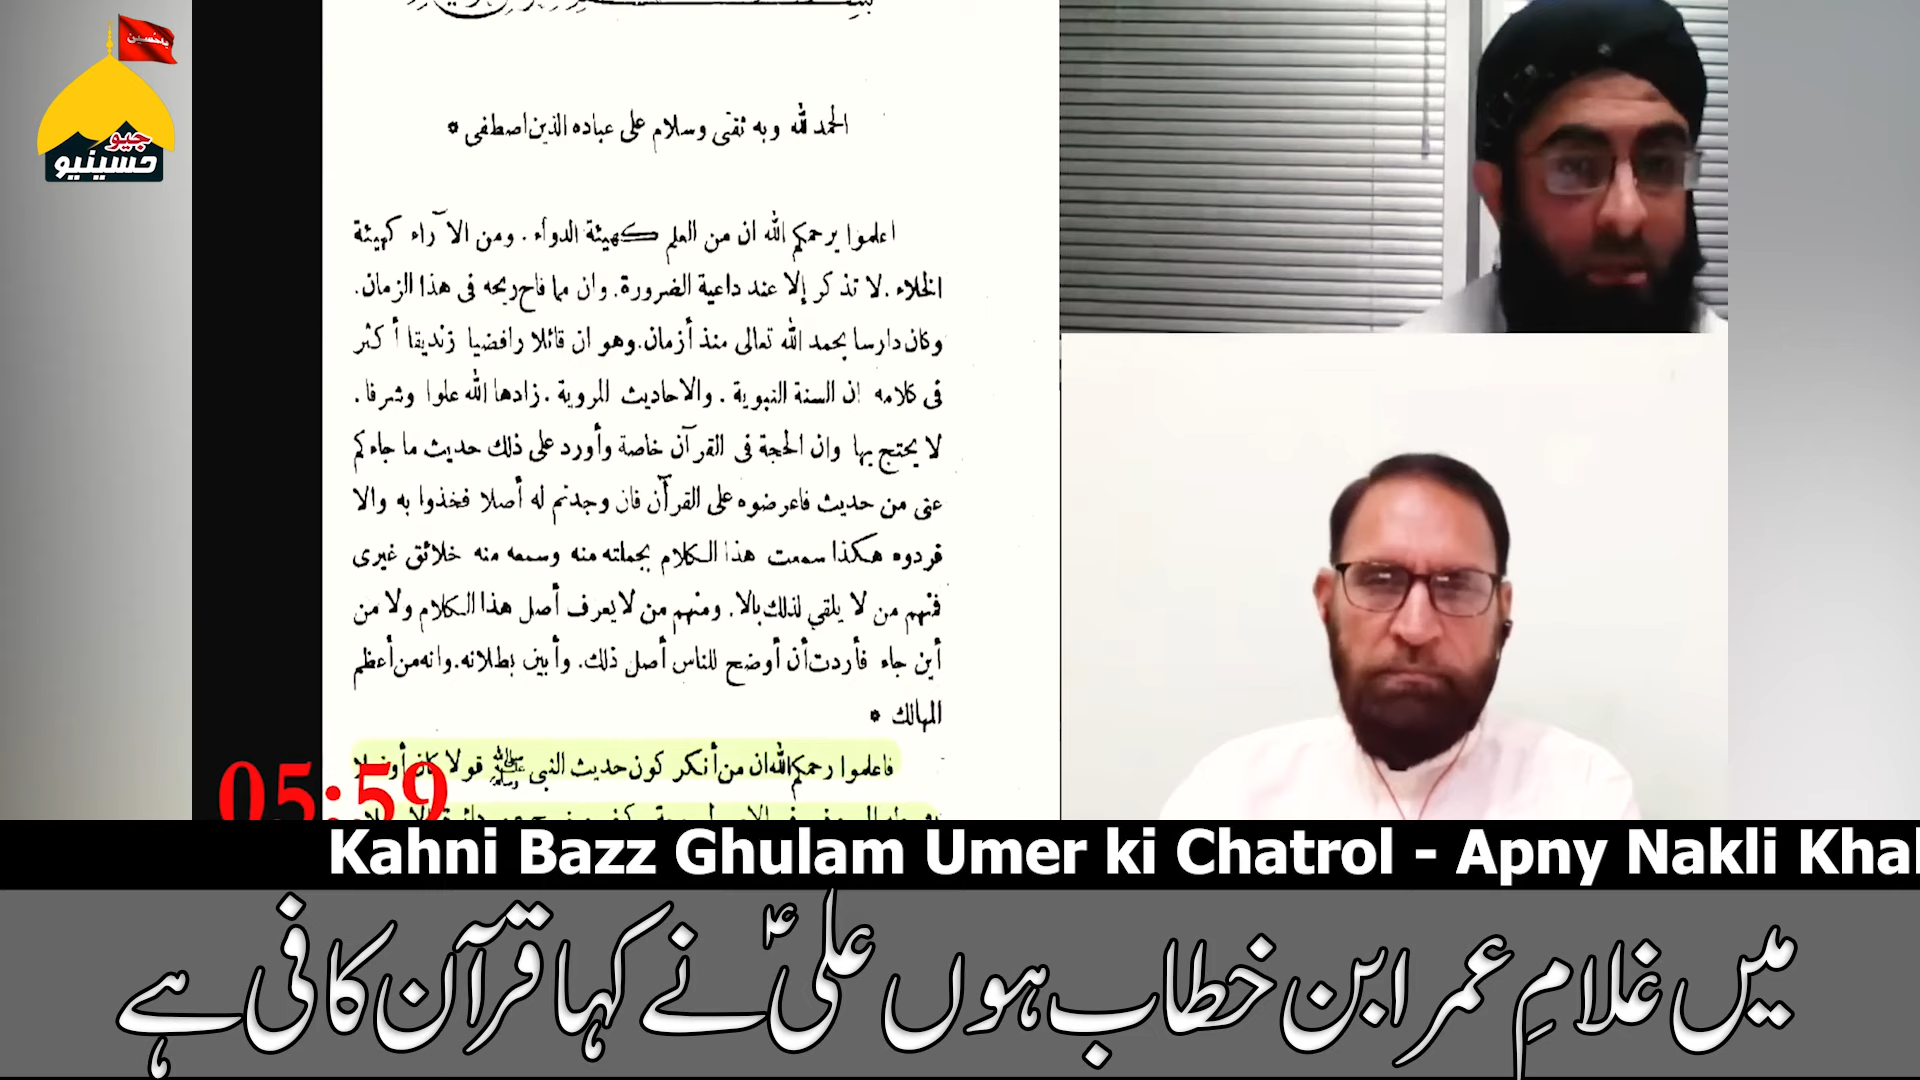 یاحسین
جیو
حسینیو
الحمد لله وبه ثقتى وسلام على عباده الذين اصطفى *
اعلموا يرحمكم الله ان من العلم كهيئة الدواء . ومن الآراء كهيئة
الخلاء . لا تذكر إلا عند داعية الضرورة . وان مما فاح ريحه فى هذا الزمان .
وكان دارسا بحمد الله تعالى منذ أزمان . وهو ان قائلا رافضيا زنديقا أكثر
فى كلامه ان السنة النبوية . والاحاديث المروية . زادها الله علوا وشرفا .
لا يحتج بها وان الحجة فى القرآن خاصة وأورد على ذلك حديث ما جاءكم
عنى من حديث فاعرضوه على القرآن فان وجدتم له أصلا فخذوا به والا
فردوه هكذا سمعت هذا الكلام بجملته منه وسمعه منه خلائق غيرى
فمنهم من لا يلقي لذلك بالا . ومنهم من لا يعرف أصل هذا الكلام ولا من
أين جاء فأردت أن أوضح للناس أصل ذلك . وأبين بطلانه . وانه من أعظم
المهالك *
فاعلموا رحمكم الله ان من أنكر كون حديث النبى ﷺ قولا كان أو فعلا
05:59
Kahni Bazz Ghulam Umer ki Chatrol - Apny Nakli Khal
میں غلامِ عمر ابن خطاب ہوں علیؑ نے کہا قرآن کافی ہے